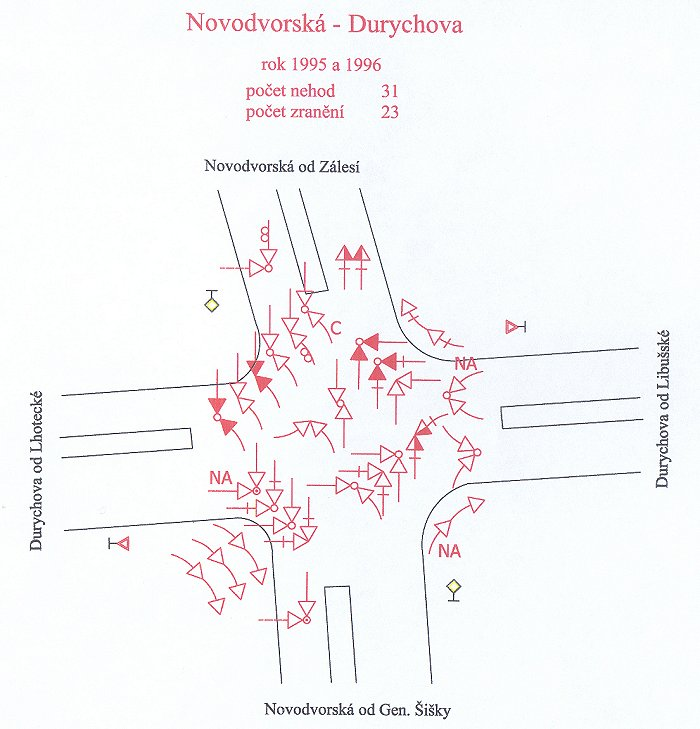 Novodvorská - Durychova
rok 1995 a 1996
počet nehod 31
počet zranění 23
Novodvorská od Zálesí
C
NA
Durychova od Libušské
Durychova od Lhotecké
NA
NA
Novodvorská od Gen. Šišky